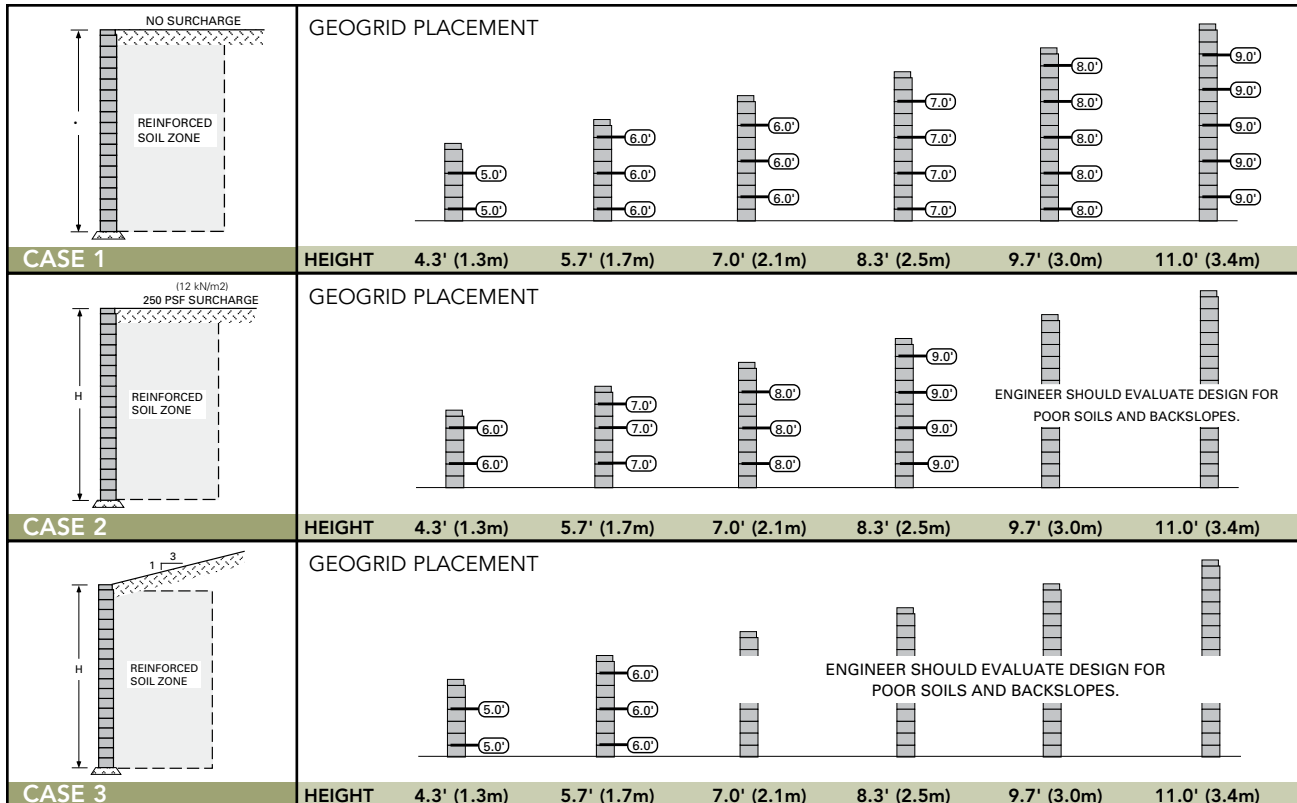 NO SURCHARGE
REINFORCED
SOIL ZONE
CASE 1
GEOGRID PLACEMENT
5.0'
5.0'
6.0'
6.0'
6.0'
6.0'
6.0'
6.0'
7.0'
7.0'
7.0'
7.0'
8.0'
8.0'
8.0'
8.0'
8.0'
9.0'
9.0'
9.0'
9.0'
9.0'
HEIGHT 4.3' (1.3m) 5.7' (1.7m) 7.0' (2.1m) 8.3' (2.5m) 9.7' (3.0m) 11.0' (3.4m)
(12 kN/m2)
250 PSF SURCHARGE
H
REINFORCED
SOIL ZONE
CASE 2
GEOGRID PLACEMENT
6.0'
6.0'
7.0'
7.0'
7.0'
8.0'
8.0'
8.0'
9.0'
9.0'
9.0'
9.0'
ENGINEER SHOULD EVALUATE DESIGN FOR
POOR SOILS AND BACKSLOPES.
HEIGHT 4.3' (1.3m) 5.7' (1.7m) 7.0' (2.1m) 8.3' (2.5m) 9.7' (3.0m) 11.0' (3.4m)
3
1
H
REINFORCED
SOIL ZONE
CASE 3
GEOGRID PLACEMENT
5.0'
5.0'
6.0'
6.0'
6.0'
ENGINEER SHOULD EVALUATE DESIGN FOR
POOR SOILS AND BACKSLOPES.
HEIGHT 4.3' (1.3m) 5.7' (1.7m) 7.0' (2.1m) 8.3' (2.5m) 9.7' (3.0m) 11.0' (3.4m)